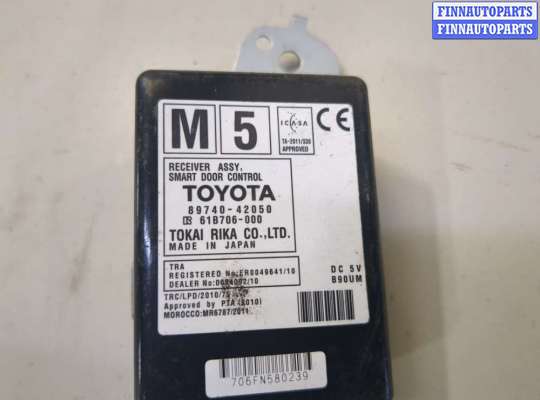 FINNAUTOPARTS
FINNAUTOPARTS
M 5
ICASA
TA-2011/330
APPROVED
CE
RECEIVER ASSY,
SMART DOOR CONTROL
TOYOTA
89740-42050
61B706-000
TOKAI RIKA CO.,LTD.
MADE IN JAPAN
TRA
REGISTERED No:ER0049641/10
DEALER No:
DC 5V
B90UM
TRC/LPD/2010/
Approved by PTA (2010)
MOROCCO:MR6787/2011
706FN580239